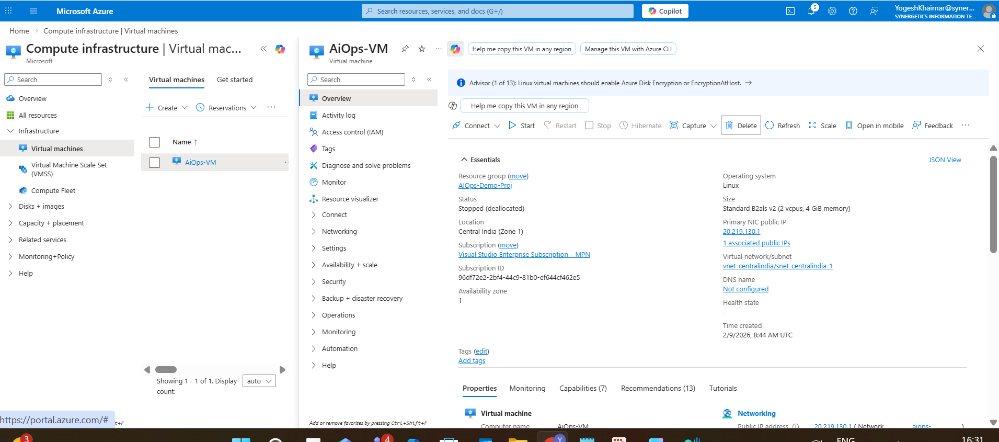 Microsoft Azure
Search resources, services, and docs (G+/)
Copilot
5
YogeshKhairnar@syner...
SYNERGETICS INFORMATION TE...
Home > Compute infrastructure | Virtual machines
Compute infrastructure | Virtual mac...
Microsoft
Search
Overview
All resources
Infrastructure
Virtual machines
Virtual Machine Scale Set
(VMSS)
Compute Fleet
Disks + images
Capacity + placement
Related services
Monitoring+Policy
Help
https://portal.azure.com/#
t+F
Virtual machines Get started
Create Reservations ...
Name ↑
AiOps-VM
Showing 1 - 1 of 1. Display
count:
auto
AiOps-VM
Virtual machine
Search
Overview
Activity log
Access control (IAM)
Tags
Diagnose and solve problems
Monitor
Resource visualizer
Connect
Networking
Settings
Availability + scale
Security
Backup + disaster recovery
Operations
Monitoring
Automation
Help
Add or remove favorites by pressing Ctrl+Shift+F
Help me copy this VM in any region Manage this VM with Azure CLI
Advisor (1 of 13): Linux virtual machines should enable Azure Disk Encryption or EncryptionAtHost. →
Help me copy this VM in any region
Connect Start Restart Stop Hibernate Capture Delete Refresh Scale Open in mobile Feedback ...
Essentials
JSON View
Resource group (move)
AIOps-Demo-Proj
Status
Stopped (deallocated)
Location
Central India (Zone 1)
Subscription (move)
Visual Studio Enterprise Subscription – MPN
Subscription ID
96df72e2-2bf4-44c9-81b0-ef644cf462e5
Availability zone
1
Operating system
Linux
Size
Standard B2als v2 (2 vcpus, 4 GiB memory)
Primary NIC public IP
20.219.130.1
1 associated public IPs
Virtual network/subnet
vnet-centralindia/snet-centralindia-1
DNS name
Not configured
Health state
-
Time created
2/9/2026, 8:44 AM UTC
Tags (edit)
Add tags
Properties Monitoring Capabilities (7) Recommendations (13) Tutorials
Virtual machine
Computer name AiOps-VM
Networking
Public IP address 20.219.130.1 ( Network aiops- )
3
4
Y
ENG
16:31